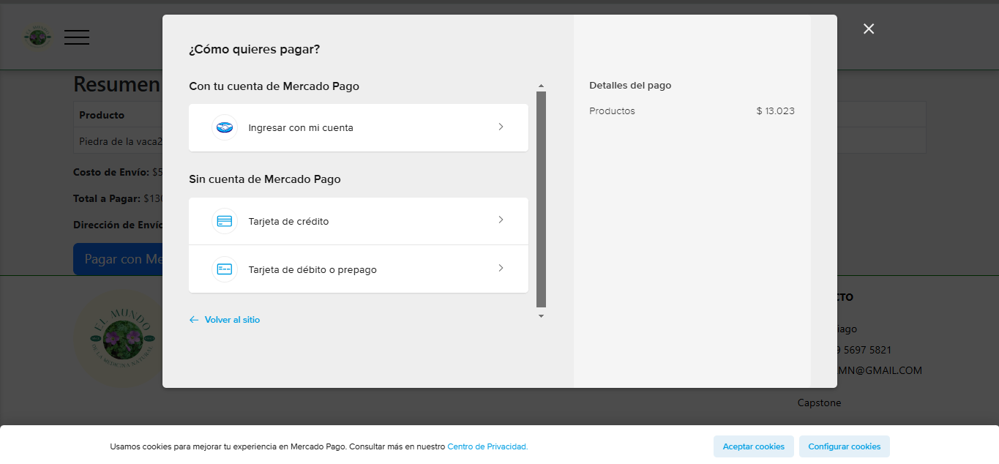 ¿Cómo quieres pagar?
Con tu cuenta de Mercado Pago
Ingresar con mi cuenta
Sin cuenta de Mercado Pago
Tarjeta de crédito
Tarjeta de débito o prepago
Volver al sitio
Detalles del pago
Productos $ 13.023
Resumen
Producto
Piedra de la vaca2
Costo de Envío: $5
Total a Pagar: $130
Dirección de Envío
Pagar con Me
EL MUNDO
DE LA MEDICINA NATURAL
CTO
iago
9 5697 5821
MN@GMAIL.COM
Capstone
Usamos cookies para mejorar tu experiencia en Mercado Pago. Consultar más en nuestro Centro de Privacidad.
Aceptar cookies
Configurar cookies